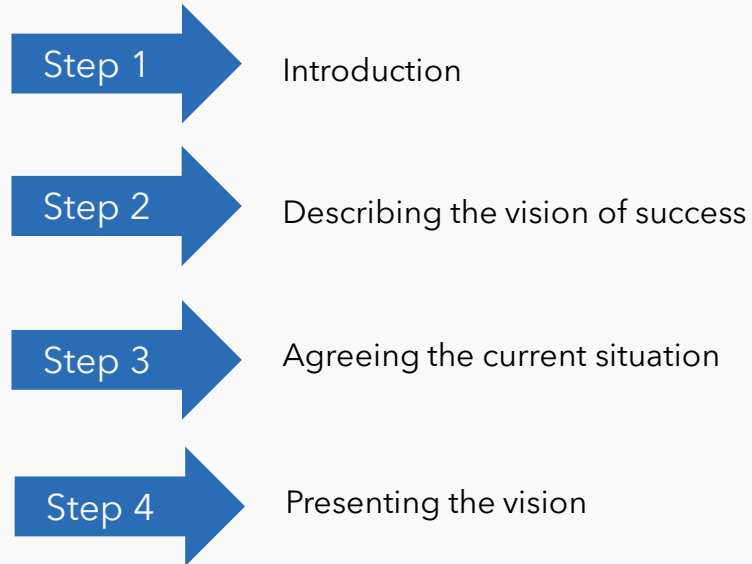 Step 1 Introduction
Step 2 Describing the vision of success
Step 3 Agreeing the current situation
Step 4 Presenting the vision